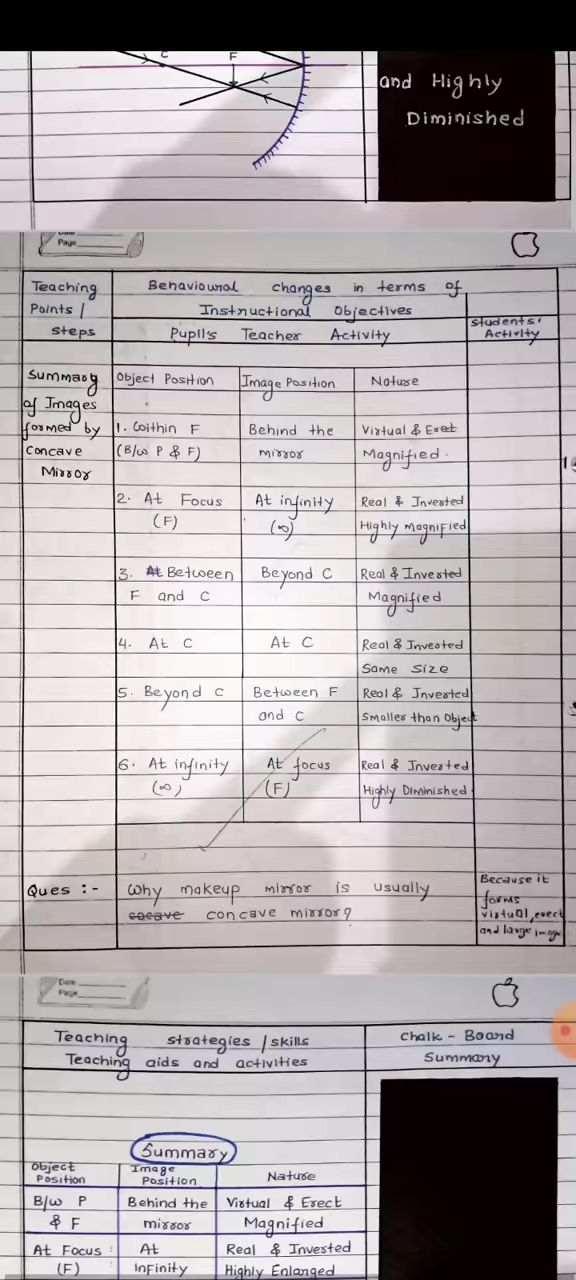 C
F
and Highly
Diminished
Date
Page
Teaching
Points /
steps
Behavioural changes in terms of
Instructional Objectives
Pupil's Teacher Activity
students'
Activity
Summary
of Images
formed by
Concave
Mirror
Object Position
Image Position
Nature
1. Within F
(B/w P & F)
Behind the
mirror
Virtual & Eret
Magnified.
2. At Focus
(F)
At infinity
(∞)
Real & Inverted
Highly Magnified
3. At Between
F and C
Beyond C
Real & Inverted
Magnified
4. At C
At C
Real & Inverted
Same size
5. Beyond C
Between F
and C
Real & Inverted
Smaller than Object
6. At infinity
(∞)
At focus
(F)
Real & Inverted
Highly Diminished
Ques :-
Why makeup mirror is usually
cocave concave mirror?
Because it
forms
virtual, erect
and large image
Date
Page
Teaching strategies / skills
Teaching aids and activities
Chalk - Board
Summary
Summary
Object
Position
Image
Position
Nature
B/w P
& F
Behind the
mirror
Virtual & Erect
Magnified
At Focus
(F)
At
Infinity
Real & Inverted
Highly Enlarged